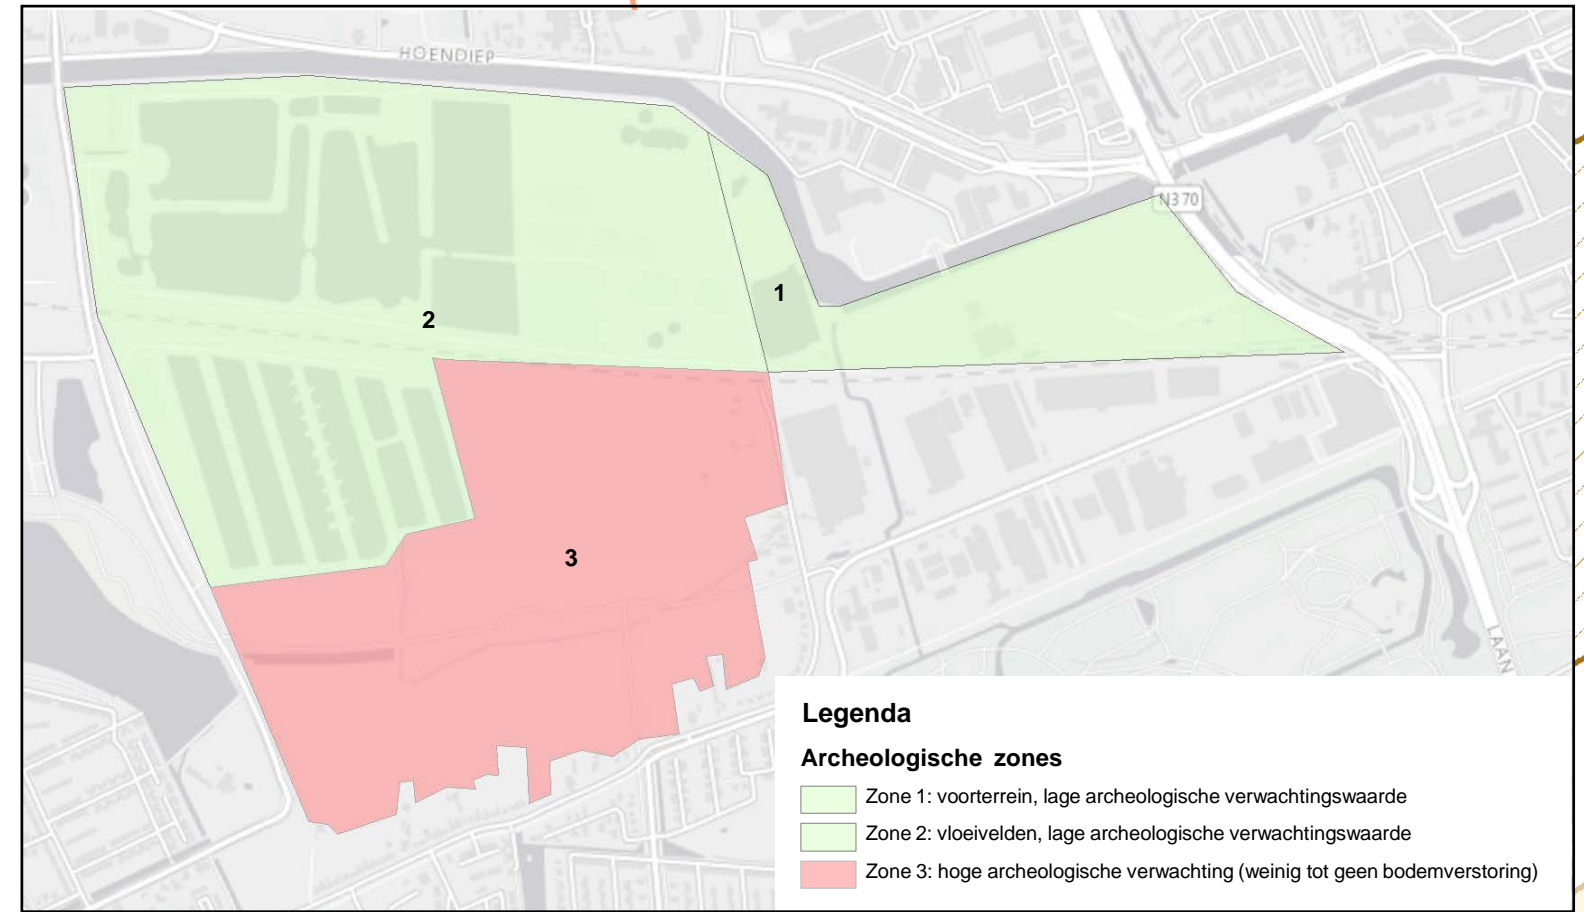 HOENDIEP
N370
1
2
3
LAAN
Legenda
Archeologische zones
Zone 1: voorterrein, lage archeologische verwachtingswaarde
Zone 2: vloeivelden, lage archeologische verwachtingswaarde
Zone 3: hoge archeologische verwachting (weinig tot geen bodemverstoring)